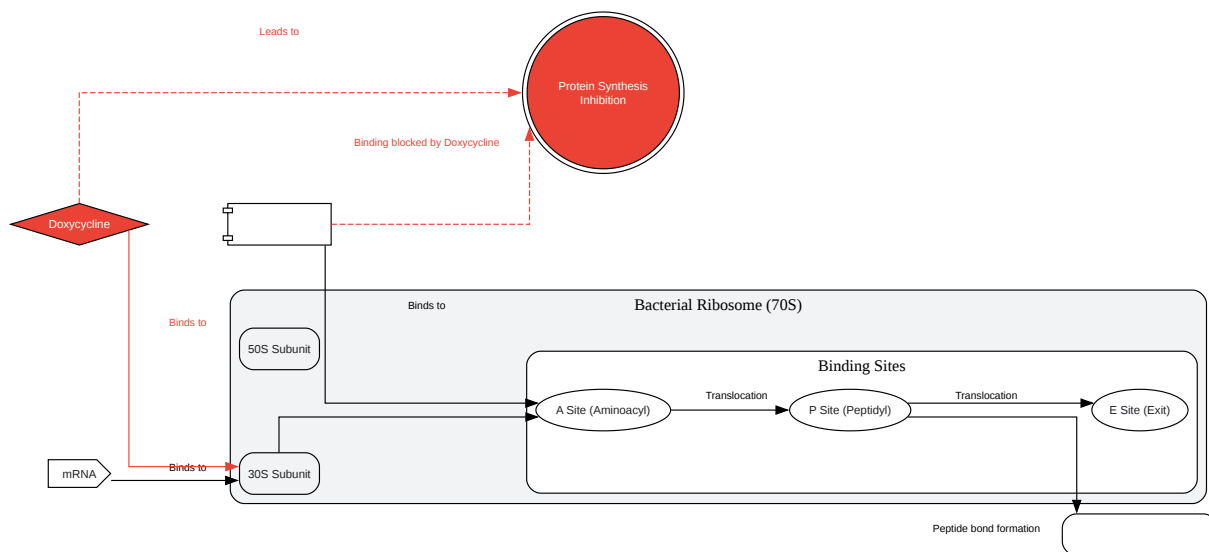 Leads to
Protein Synthesis
Inhibition
Binding blocked by Doxycycline
Doxycycline
Binds to
Binds to
Bacterial Ribosome (70S)
50S Subunit
Binding Sites
A Site (Aminoacyl)
Translocation
P Site (Peptidyl)
Translocation
E Site (Exit)
mRNA
Binds to
30S Subunit
Peptide bond formation